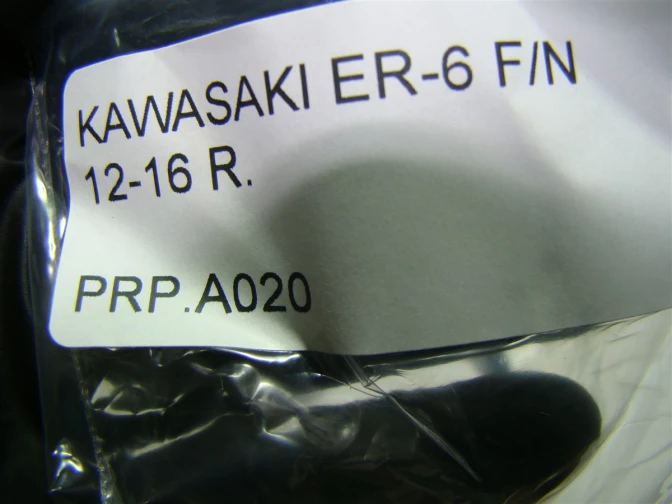 KAWASAKI ER-6 F/N
12-16 R.
PRP.A020